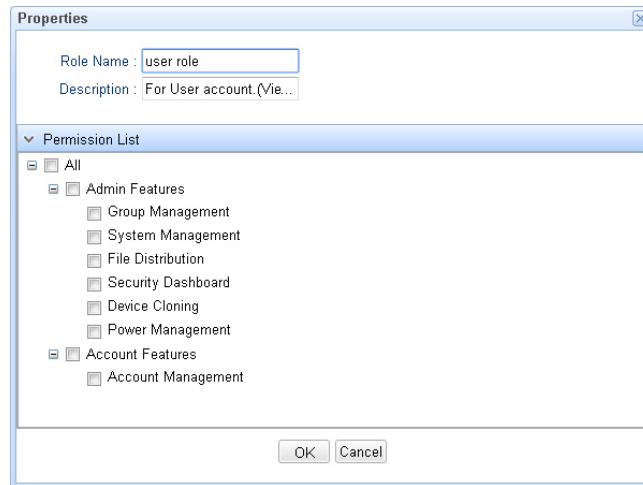 Properties
Role Name : user role
Description : For User account.(Vie...
Permission List
All
Admin Features
Group Management
System Management
File Distribution
Security Dashboard
Device Cloning
Power Management
Account Features
Account Management
OK Cancel